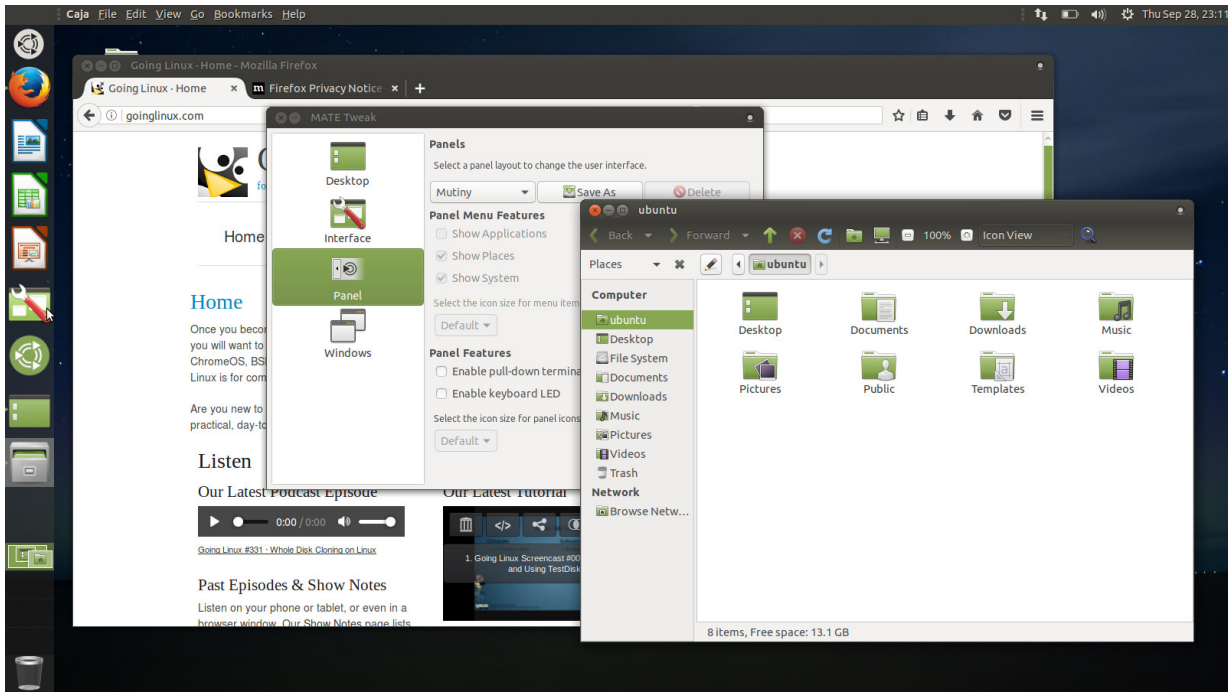 Caja File Edit View Go Bookmarks Help
Thu Sep 28, 23:11
Going Linux · Home - Mozilla Firefox
Going Linux · Home
m Firefox Privacy Notice
goinglinux.com
Home
Home
Once you becor
you will want to
ChromeOS, BS
Linux is for com
Are you new to
practical, day-to
Listen
Our Latest Podcast Episode
0:00 / 0:00
Going Linux #331 · Whole Disk Cloning on Linux
Past Episodes & Show Notes
Listen on your phone or tablet, or even in a
browser window. Our Show Notes page lists
Our Latest Tutorial
</>
1. Going Linux Screencast #00
and Using TestDisk
MATE Tweak
Desktop
Interface
Panel
Windows
Panels
Select a panel layout to change the user interface.
Mutiny
Save As
Delete
Panel Menu Features
Show Applications
Show Places
Show System
Select the icon size for menu item
Default
Panel Features
Enable pull-down termina
Enable keyboard LED
Select the icon size for panel icons
Default
ubuntu
Back Forward 100% Icon View
Places
ubuntu
Computer
ubuntu
Desktop
File System
Documents
Downloads
Music
Pictures
Videos
Trash
Network
Browse Netw...
Desktop Documents Downloads Music
Pictures Public Templates Videos
8 items, Free space: 13.1 GB